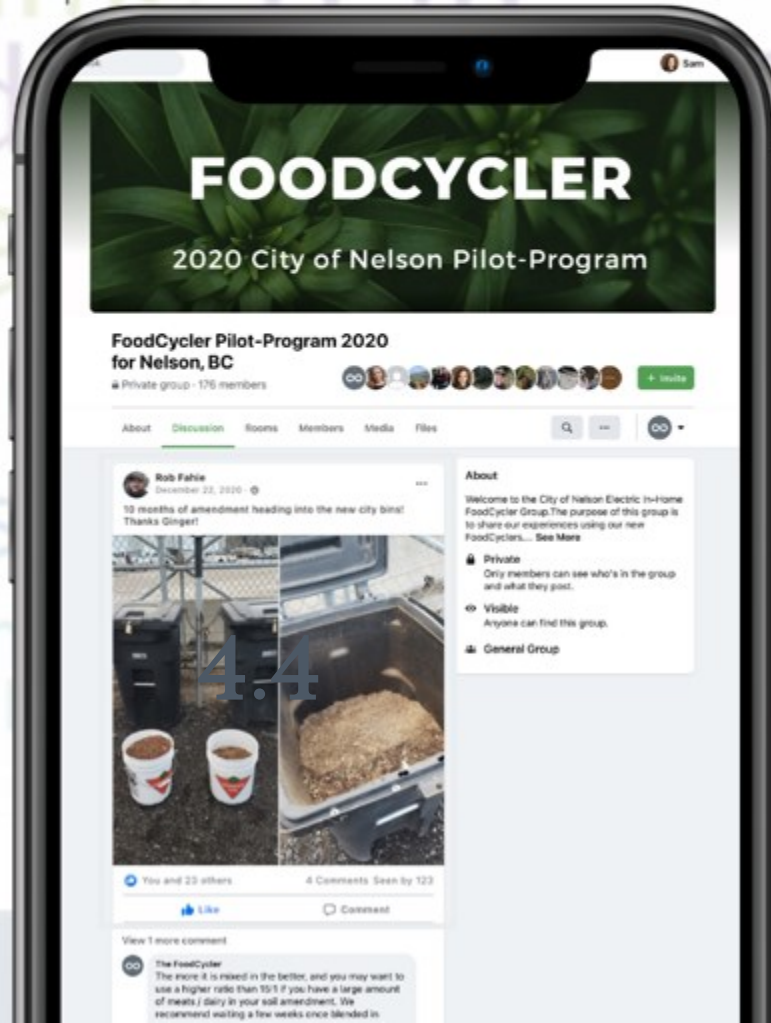 Sam
FOODCYCLER
2020 City of Nelson Pilot-Program
FoodCycler Pilot-Program 2020
for Nelson, BC
Private group · 176 members
+ Invite
About Discussion Rooms Members Media Files
Rob Fahie
December 22, 2020 ·
10 months of amendment heading into the new city bins!
Thanks Ginger!
4.4
You and 23 others 4 Comments Seen by 123
Like Comment
View 1 more comment
The FoodCycler
The more it is mixed in the better, and you may want to
use a higher ratio than 15/1 if you have a large amount
of meats / dairy in your soil amendment. We
recommend waiting a few weeks once blended in
About
Welcome to the City of Nelson Electric In-Home
FoodCycler Group.The purpose of this group is
to share our experiences using our new
FoodCyclers.... See More
Private
Only members can see who's in the group
and what they post.
Visible
Anyone can find this group.
General Group